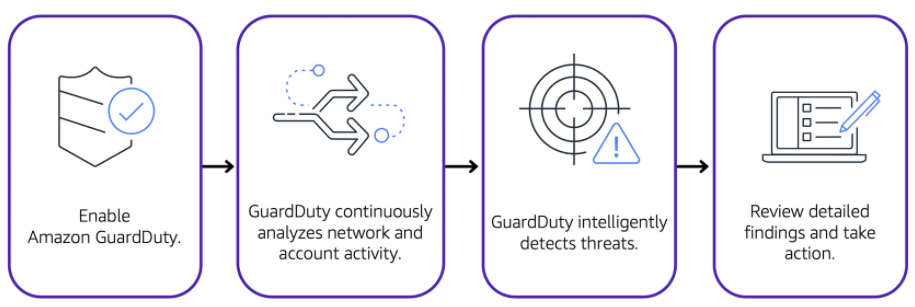 Enable
Amazon GuardDuty.
GuardDuty continuously
analyzes network and
account activity.
GuardDuty intelligently
detects threats.
Review detailed
findings and take
action.